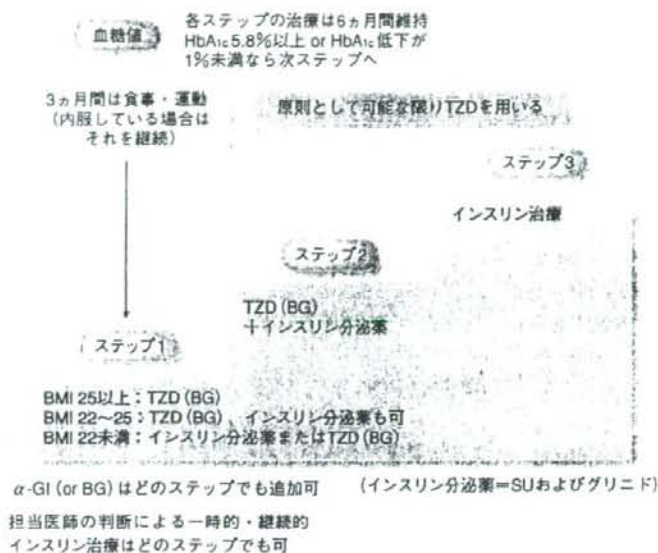 血糖値
各ステップの治療は6ヵ月間維持
HbA1c 5.8％以上 or HbA1c 低下が
1％未満なら次ステップへ
3ヵ月間は食事・運動
(内服している場合は
それを継続)
原則として可能な限りTZDを用いる
ステップ3
インスリン治療
ステップ2
TZD (BG)
＋インスリン分泌薬
ステップ1
BMI 25以上：TZD (BG)
BMI 22〜25：TZD (BG)、インスリン分泌薬も可
BMI 22未満：インスリン分泌薬またはTZD (BG)
α-GI (or BG) はどのステップでも追加可
(インスリン分泌薬＝SUおよびグリニド)
担当医師の判断による一時的・継続的
インスリン治療はどのステップでも可